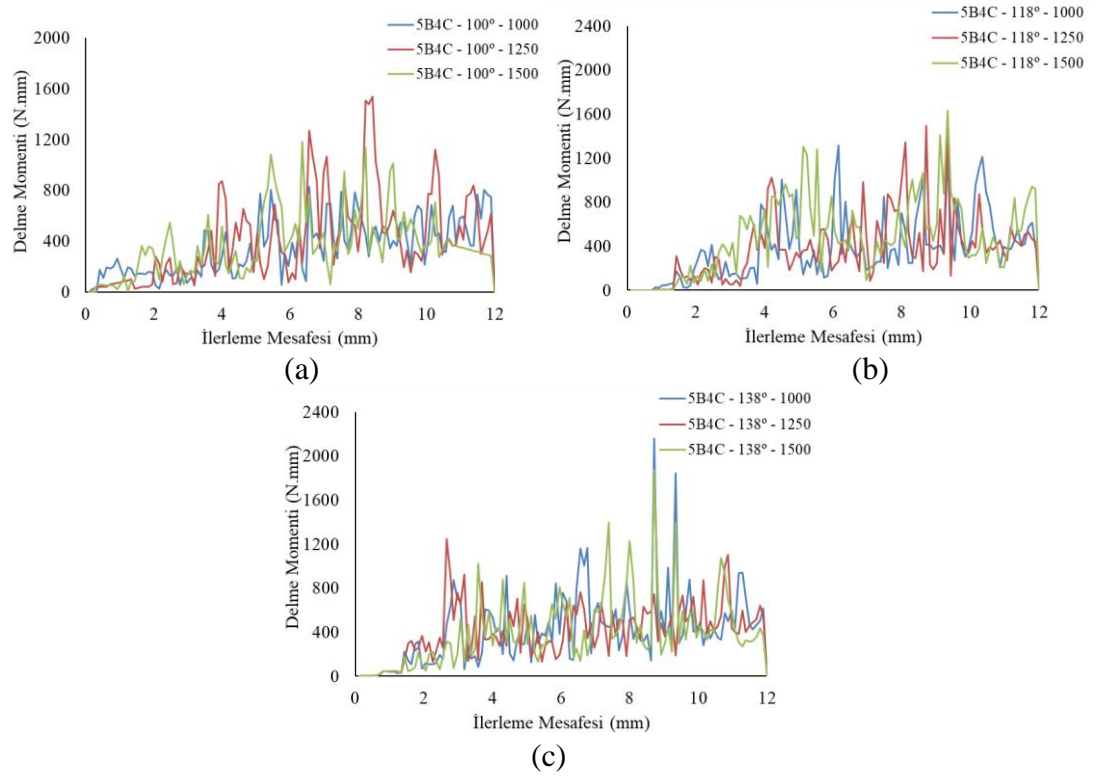 5B4C - 100º - 1000
5B4C - 100º - 1250
5B4C - 100º - 1500
Delme Momenti (N.mm)
2000
1600
1200
800
400
0
0 2 4 6 8 10 12
İlerleme Mesafesi (mm)
(a)
5B4C - 118º - 1000
5B4C - 118º - 1250
5B4C - 118º - 1500
Delme Momenti (N.mm)
2400
2000
1600
1200
800
400
0
0 2 4 6 8 10 12
İlerleme Mesafesi (mm)
(b)
5B4C - 138º - 1000
5B4C - 138º - 1250
5B4C - 138º - 1500
Delme Momenti (N.mm)
2400
2000
1600
1200
800
400
0
0 2 4 6 8 10 12
İlerleme Mesafesi (mm)
(c)